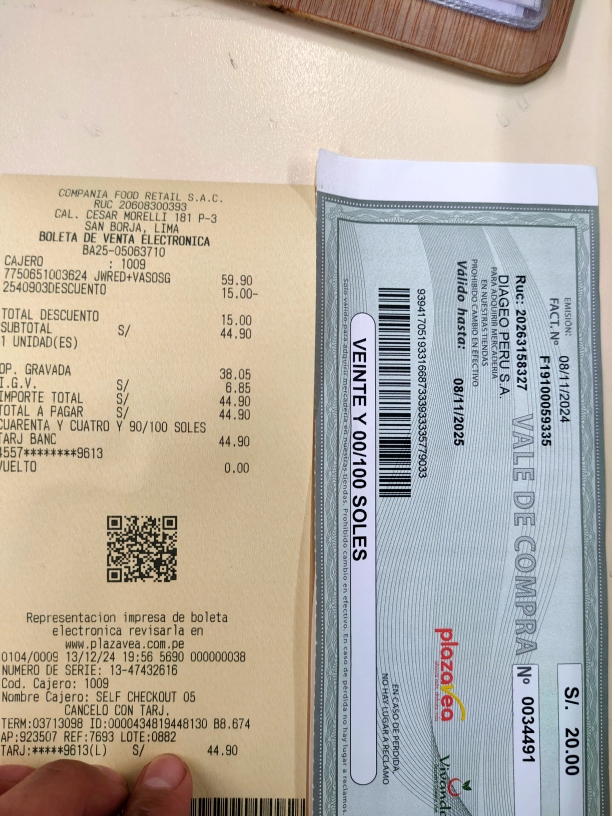 COMPANIA FOOD RETAIL S.A.C.
RUC 20608300393
CAL. CESAR MORELLI 181 P-3
SAN BORJA, LIMA
BOLETA DE VENTA ELECTRONICA
BA25-05063710
CAJERO : 1009
7750651003624 JWRED+VASOSG 59.90
2540903DESCUENTO 15.00-
TOTAL DESCUENTO 15.00
SUBTOTAL S/ 44.90
1 UNIDAD(ES)
OP. GRAVADA 38.05
I.G.V. S/ 6.85
IMPORTE TOTAL S/ 44.90
TOTAL A PAGAR S/ 44.90
CUARENTA Y CUATRO Y 90/100 SOLES
TARJ BANC 44.90
4557********9613
VUELTO 0.00
Representacion impresa de boleta
electronica revisarla en
www.plazavea.com.pe
0104/0009 13/12/24 19:56 5690 000000038
NUMERO DE SERIE: 13-47432616
Cod. Cajero: 1009
Nombre Cajero: SELF CHECKOUT 05
CANCELO CON TARJ.
TERM:03713098 ID:0000434819448130 B8.674
AP:923507 REF:7693 LOTE:0882
TARJ:*****9613(L) S/ 44.90
EMISIÓN: 08/11/2024
FACT. Nº F19100059335
VALE DE COMPRA Nº 0034491
S/. 20.00
Ruc: 20263158327
DIAGEO PERU S.A.
PARA ADQUIRIR MERCADERIA
EN NUESTRAS TIENDAS
PROHIBIDO CAMBIO EN EFECTIVO
Válido hasta: 08/11/2025
plazavea
Vivanda
939417051933166873393333577​9033
EN CASO DE PERDIDA,
NO HAY LUGAR A RECLAMO
VEINTE Y 00/100 SOLES
Solo válido para adquirir mercadería en nuestras tiendas. Prohibido cambio en efectivo. En caso de pérdida no hay lugar a reclamos.